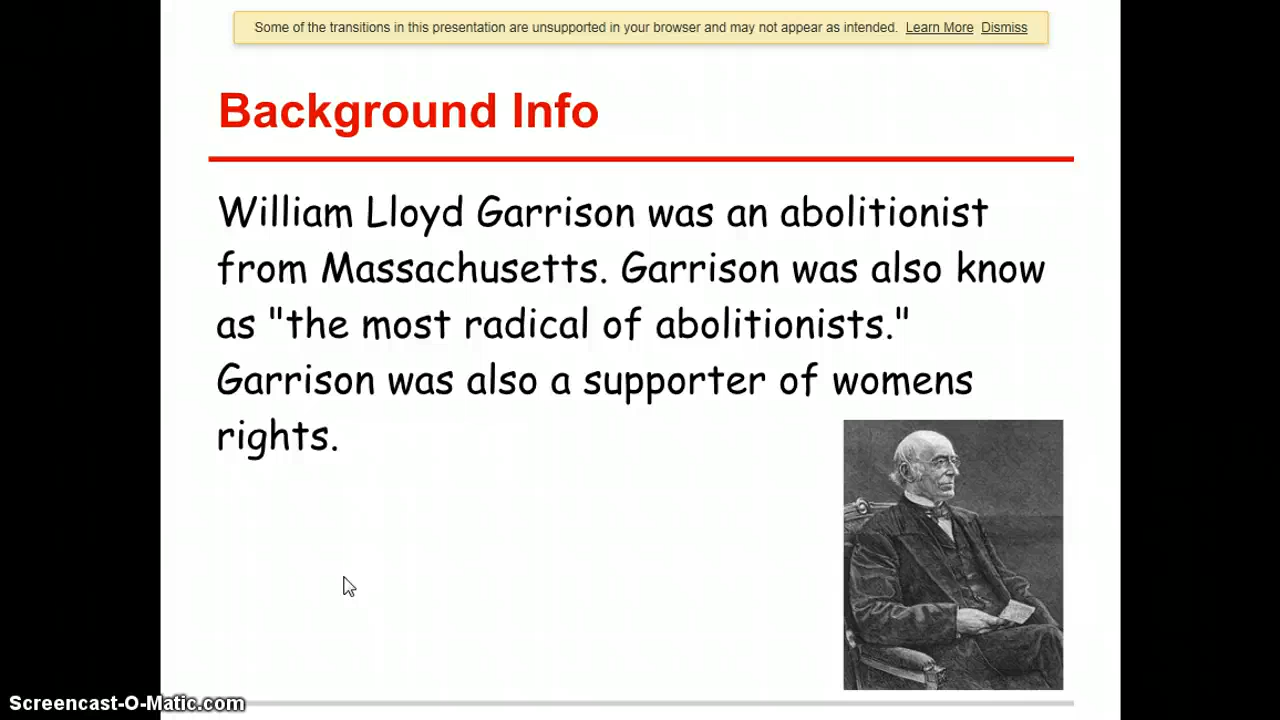 Some of the transitions in this presentation are unsupported in your browser and may not appear as intended. Learn More Dismiss
Background Info
William Lloyd Garrison was an abolitionist
from Massachusetts. Garrison was also know
as "the most radical of abolitionists."
Garrison was also a supporter of womens
rights.
Screencast-O-Matic.com